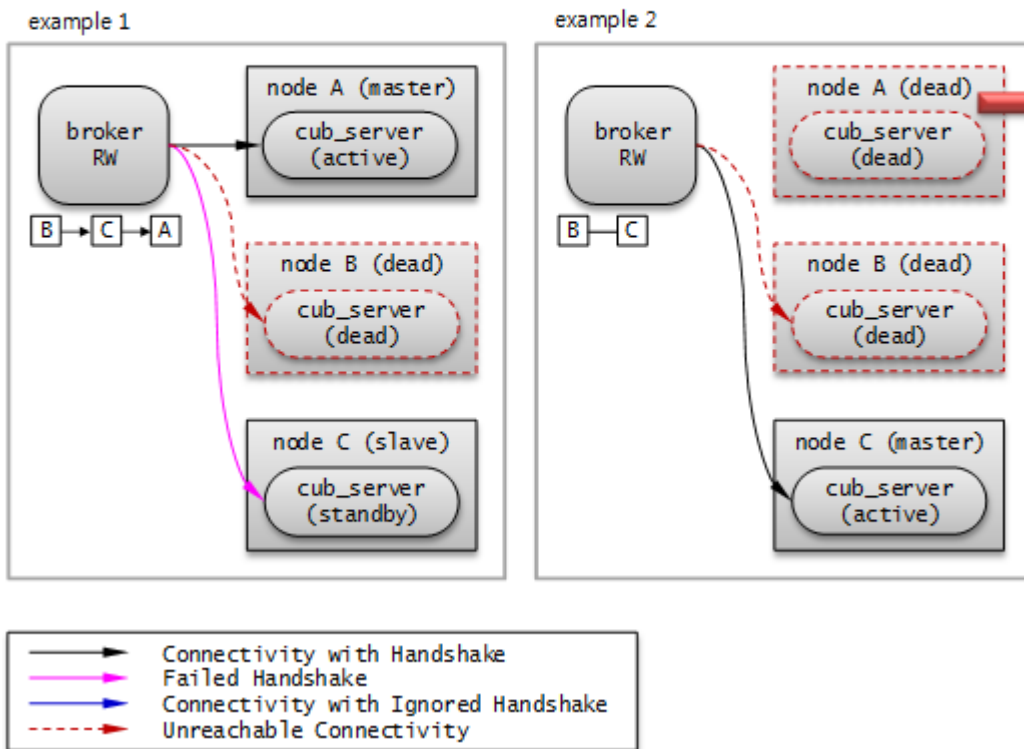 example 1
broker
RW
B
C
A
node A (master)
cub_server
(active)
node B (dead)
cub_server
(dead)
node C (slave)
cub_server
(standby)
example 2
broker
RW
B
C
node A (dead)
cub_server
(dead)
node B (dead)
cub_server
(dead)
node C (master)
cub_server
(active)
Connectivity with Handshake
Failed Handshake
Connectivity with Ignored Handshake
Unreachable Connectivity